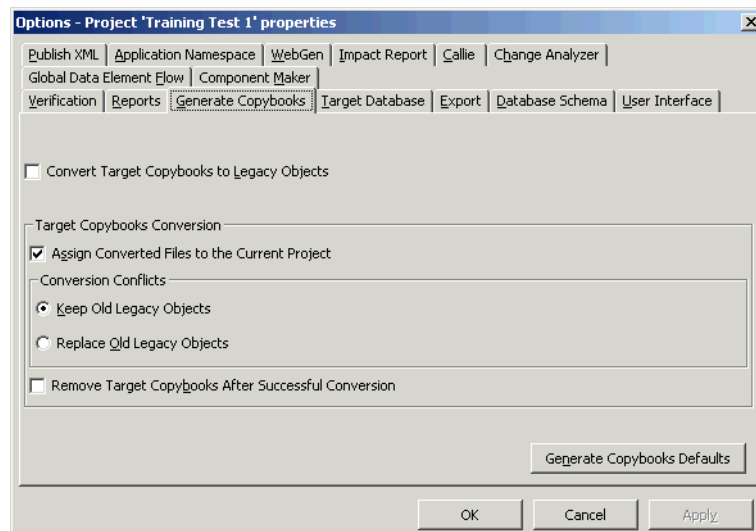 Options - Project 'Training Test 1' properties
Publish XML Application Namespace WebGen Impact Report Callie Change Analyzer
Global Data Element Flow Component Maker
Verification Reports Generate Copybooks Target Database Export Database Schema User Interface
Convert Target Copybooks to Legacy Objects
Target Copybooks Conversion
Assign Converted Files to the Current Project
Conversion Conflicts
Keep Old Legacy Objects
Replace Old Legacy Objects
Remove Target Copybooks After Successful Conversion
Generate Copybooks Defaults
OK Cancel Apply